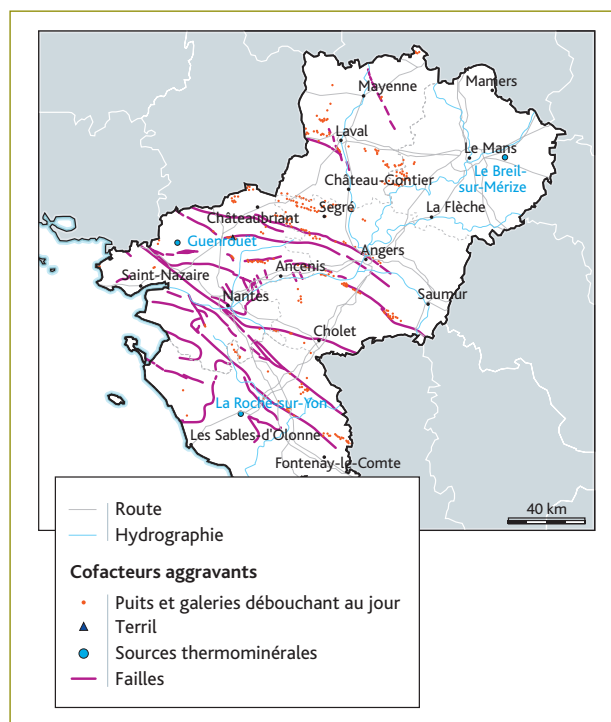 Mayenne
Mamers
Laval
Le Mans
Le Breil-
sur-Mérize
Château-Gontier
Segré
La Flèche
Châteaubriant
Guenrouet
Angers
Saint-Nazaire
Ancenis
Nantes
Saumur
Cholet
La Roche-sur-Yon
Les Sables-d'Olonne
Fontenay-le-Comte
40 km
Route
Hydrographie
Cofacteurs aggravants
Puits et galeries débouchant au jour
Terril
Sources thermominérales
Failles